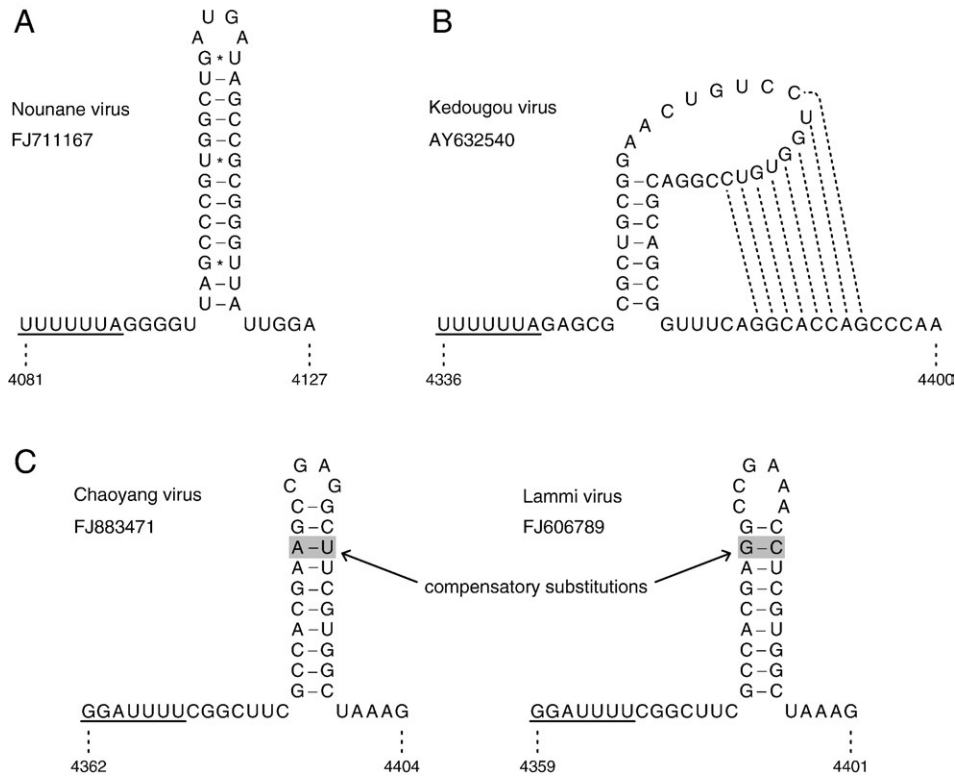 A
U G
A A
G * U
U – A
C – G
G – C
G – C
U * G
G – C
C – G
C – G
C – G
G * U
A – U
U – A
Nounane virus
FJ711167
UUUUUUAGGGGU UUGGA
4081 4127
B
Kedougou virus
AY632540
GAACUGUCCUGGUGUCCGGA
G – C
C – G
G – C
U – A
C – G
G – C
C – G
UUUUUUAGAGCG GUUUCAGGCACCAGCCCAA
4336 4400
C
Chaoyang virus
FJ883471
G A
C G
C – G
G – C
A – U
A – U
G – C
C – G
A – U
C – G
C – G
G – C
GGAUUUUCGGCUUC UAAAG
4362 4404
compensatory substitutions
Lammi virus
FJ606789
G A
C A
C A
G – C
G – C
A – U
G – C
C – G
A – U
C – G
C – G
G – C
GGAUUUUCGGCUUC UAAAG
4359 4401